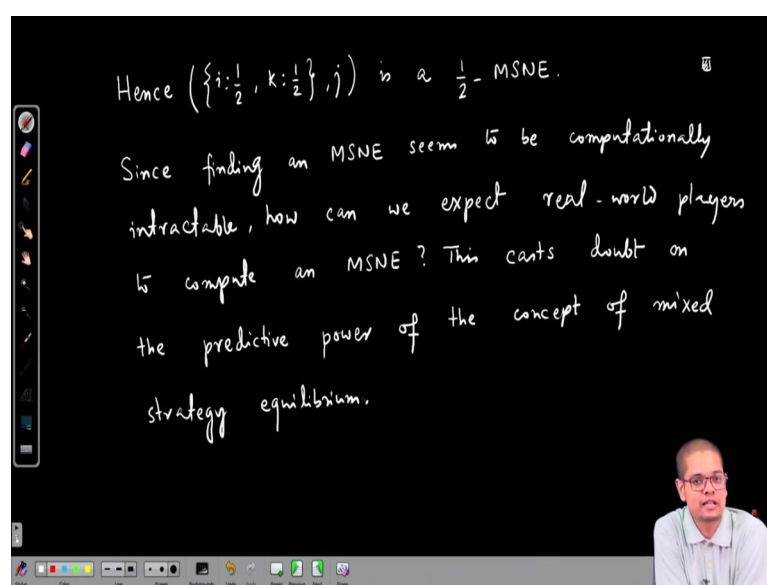 Hence ({i:1/2, k:1/2}, j) is a 1/2-MSNE.
Since finding an MSNE seem to be computationally
intractable, how can we expect real-world players
to compute an MSNE? This casts doubt on
the predictive power of the concept of mixed
strategy equilibrium.